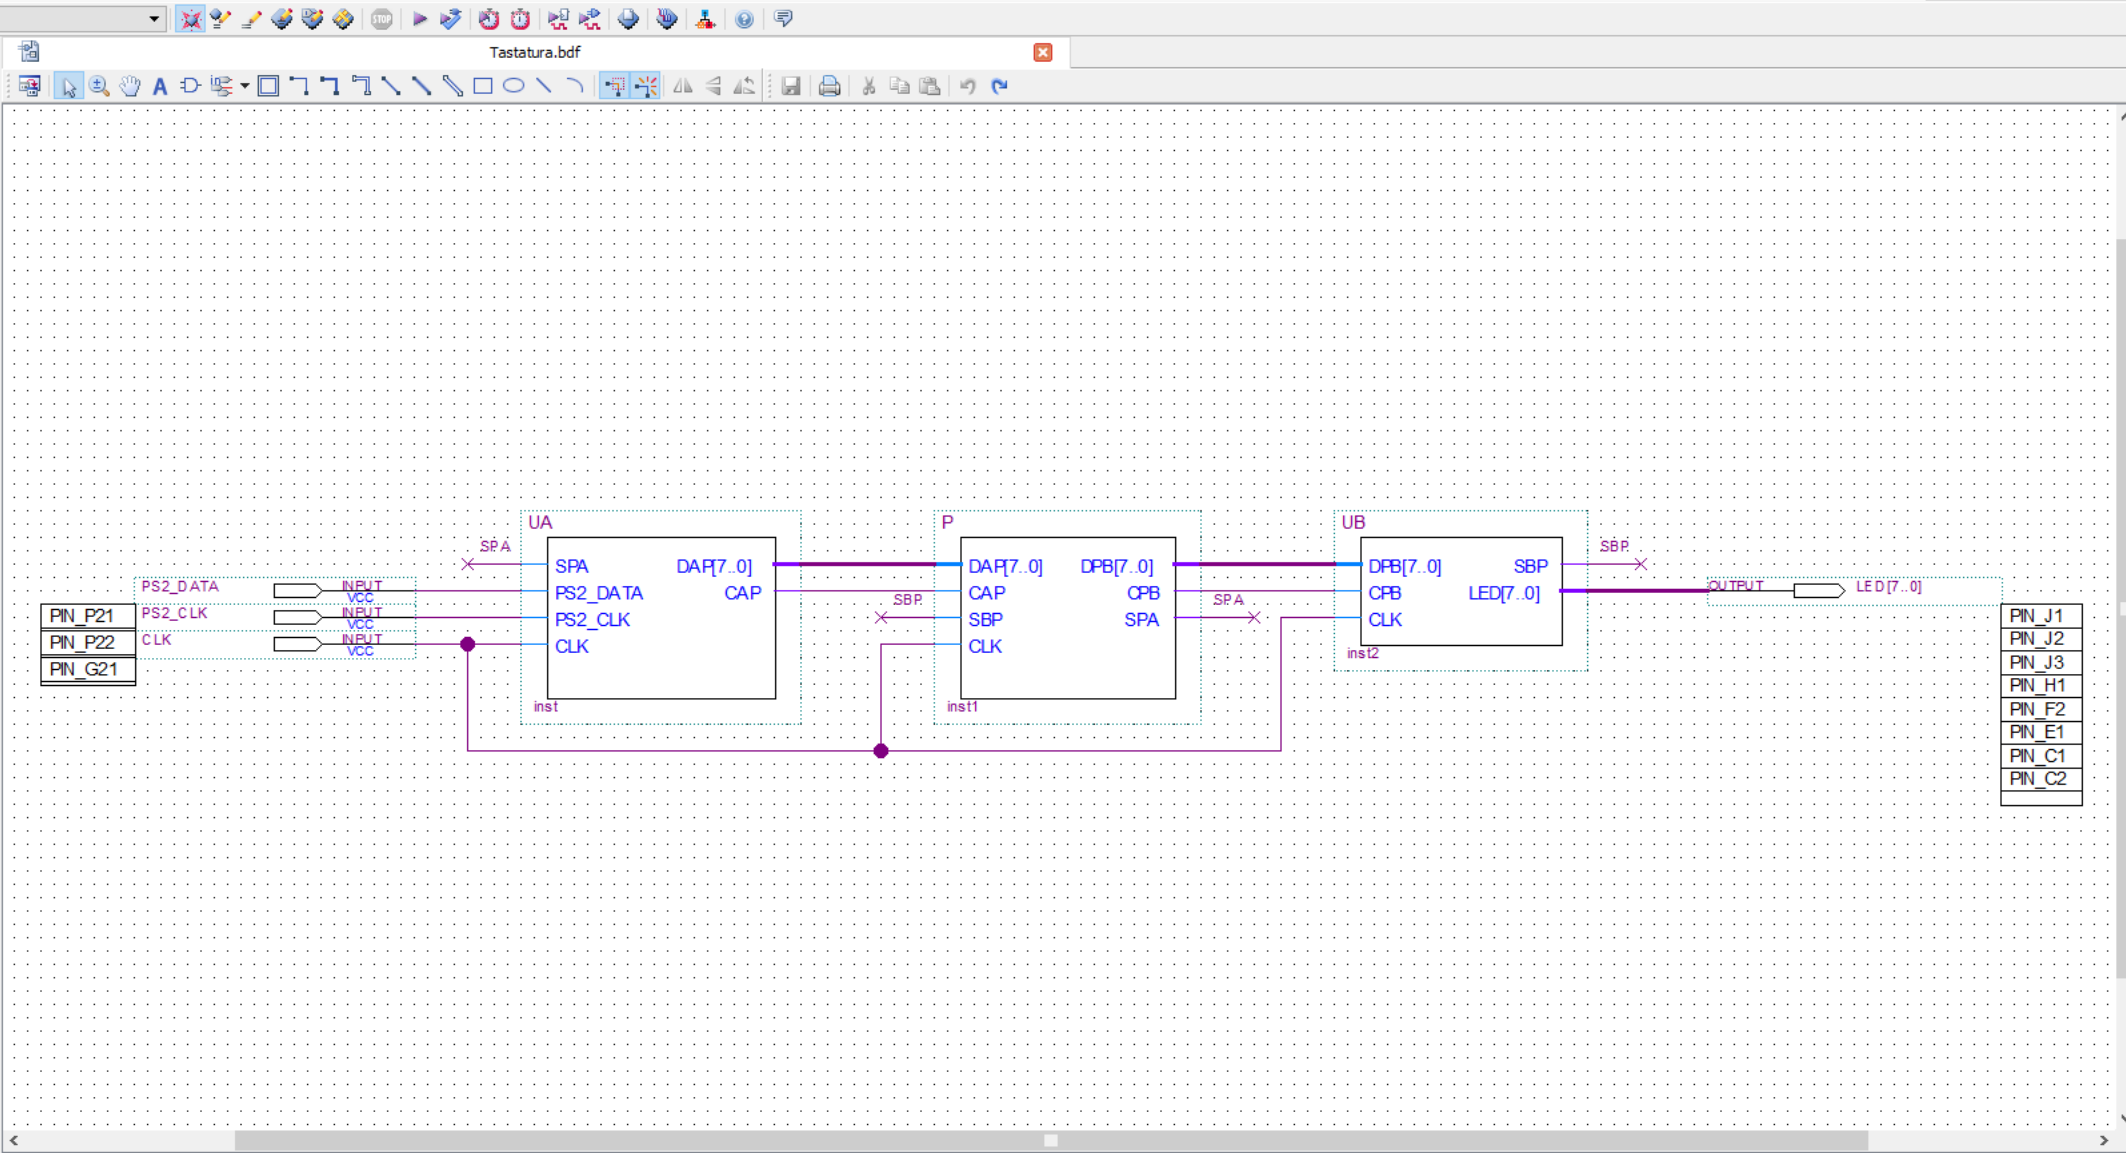 STOP
Tastatura.bdf
A
UA
P
UB
SPA
SPA
DAP[7..0]
PS2_DATA
CAP
PS2_CLK
CLK
inst
DAP[7..0]
DPB[7..0]
CAP
CPB
SBP
SBP
SPA
SPA
CLK
inst1
DPB[7..0]
SBP
SBP
CPB
LED[7..0]
CLK
inst2
PS2_DATA
INPUT
VCC
PS2_CLK
INPUT
VCC
CLK
INPUT
VCC
PIN_P21
PIN_P22
PIN_G21
OUTPUT
LED[7..0]
PIN_J1
PIN_J2
PIN_J3
PIN_H1
PIN_F2
PIN_E1
PIN_C1
PIN_C2